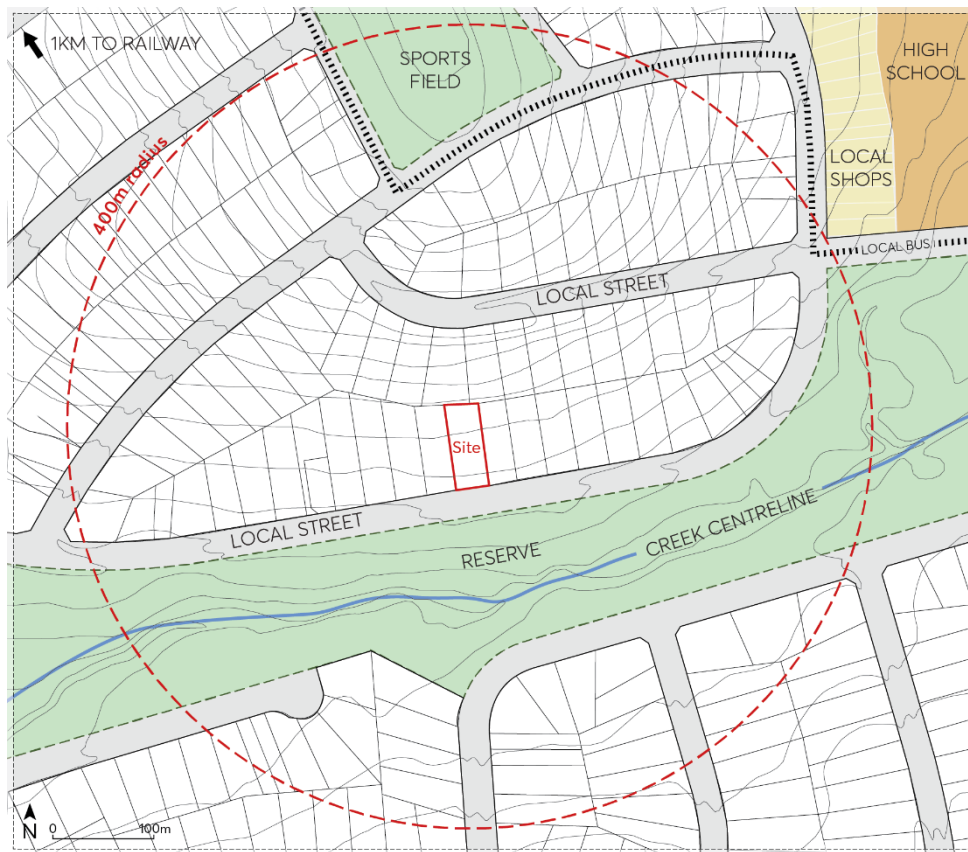 1KM TO RAILWAY
SPORTS
FIELD
HIGH
SCHOOL
400m radius
LOCAL
SHOPS
LOCAL BUS
LOCAL STREET
Site
LOCAL STREET
RESERVE
CREEK CENTRELINE
N
0
100m